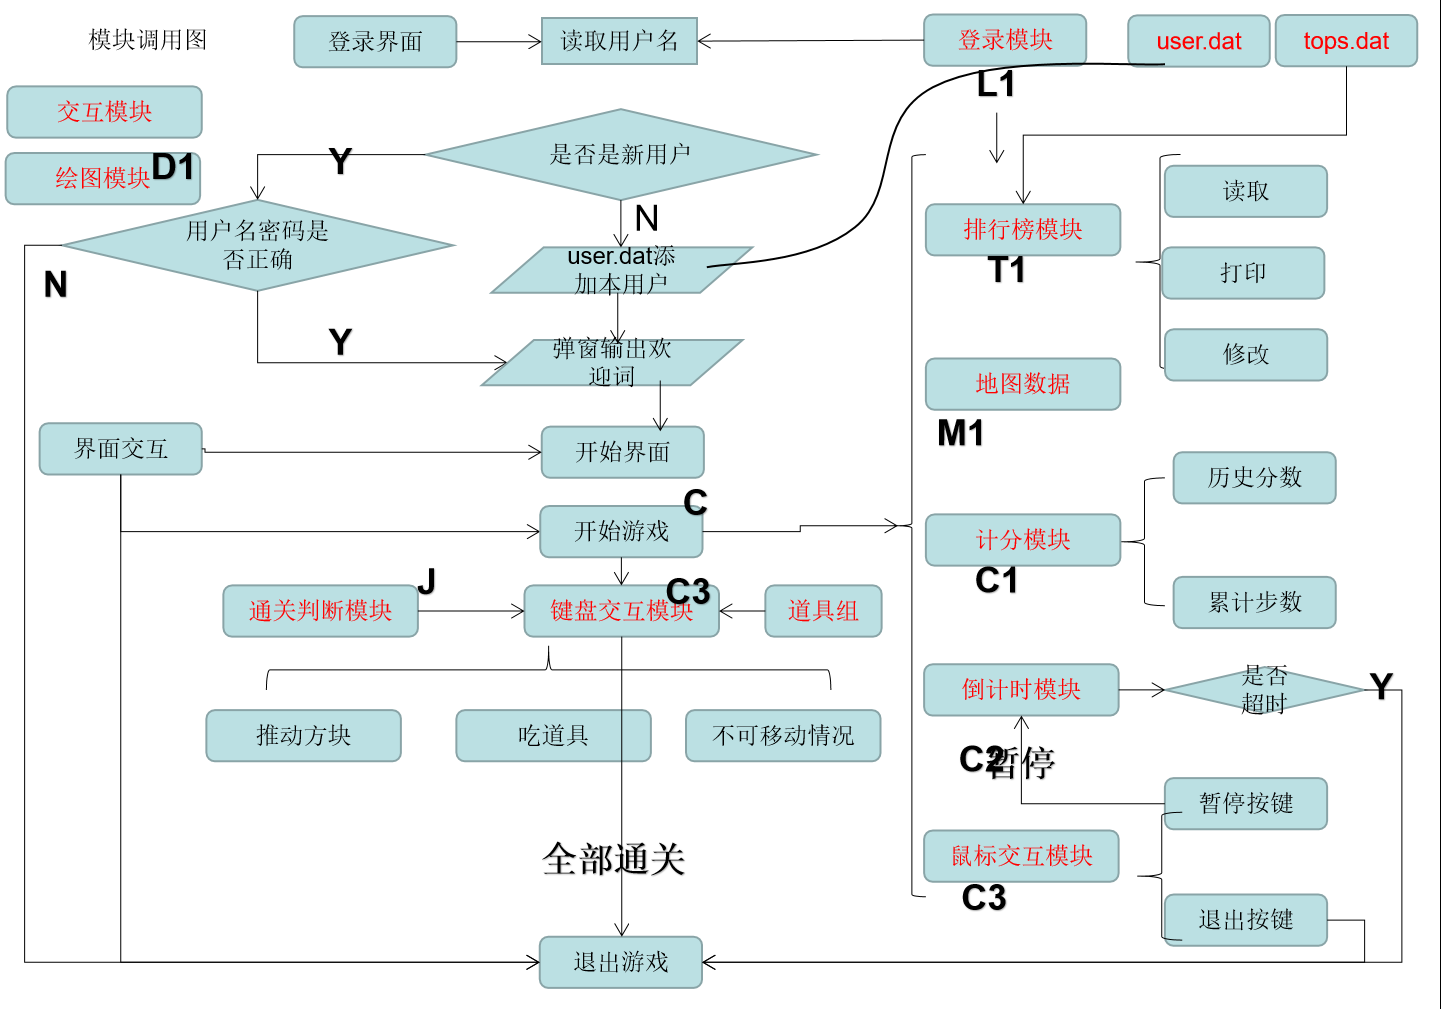 模块调用图
登录界面
读取用户名
登录模块
user.dat
tops.dat
L1
交互模块
绘图模块
D1
是否是新用户
Y
N
用户名密码是
否正确
N
user.dat添
加本用户
排行榜模块
T1
读取
打印
修改
Y
弹窗输出欢
迎词
地图数据
M1
界面交互
开始界面
历史分数
C
开始游戏
计分模块
C1
累计步数
通关判断模块
J
键盘交互模块
C3
道具组
推动方块
吃道具
不可移动情况
倒计时模块
是否
超时
Y
C2
暂停
暂停按键
全部通关
鼠标交互模块
C3
退出按键
退出游戏